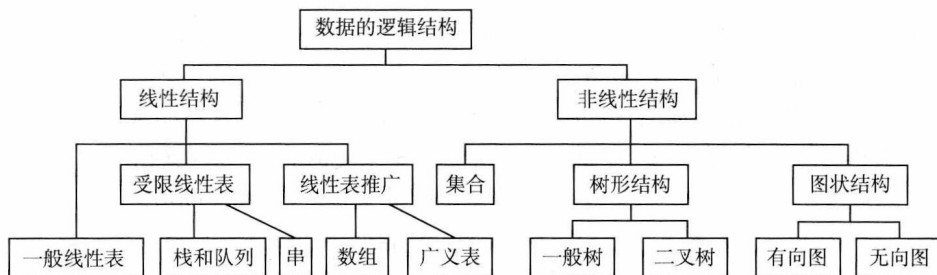 数据的逻辑结构
线性结构
非线性结构
受限线性表
线性表推广
集合
树形结构
图状结构
一般线性表
栈和队列
串
数组
广义表
一般树
二叉树
有向图
无向图